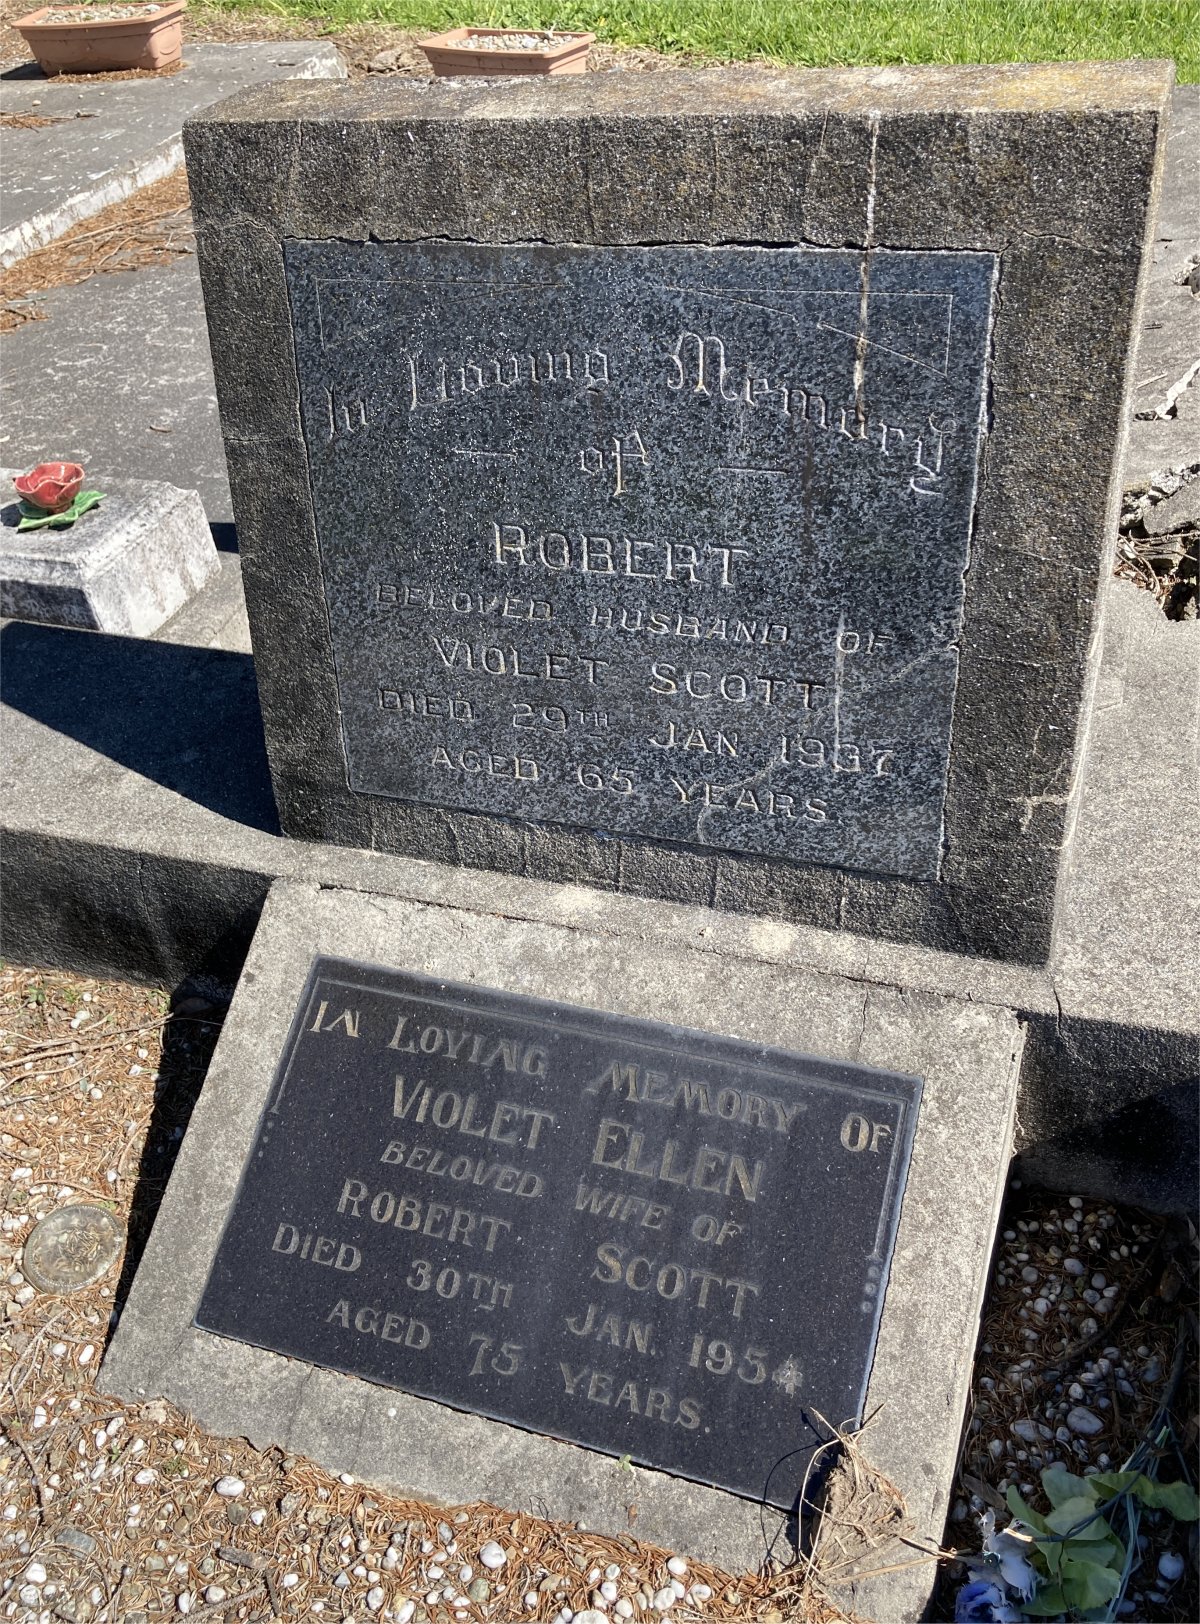 In Loving Memory
— of —
ROBERT
BELOVED HUSBAND OF
VIOLET SCOTT
DIED 29TH JAN. 1937
AGED 65 YEARS.
IN LOVING MEMORY OF
VIOLET ELLEN
BELOVED WIFE OF
ROBERT SCOTT
DIED 30TH JAN. 1954
AGED 75 YEARS.